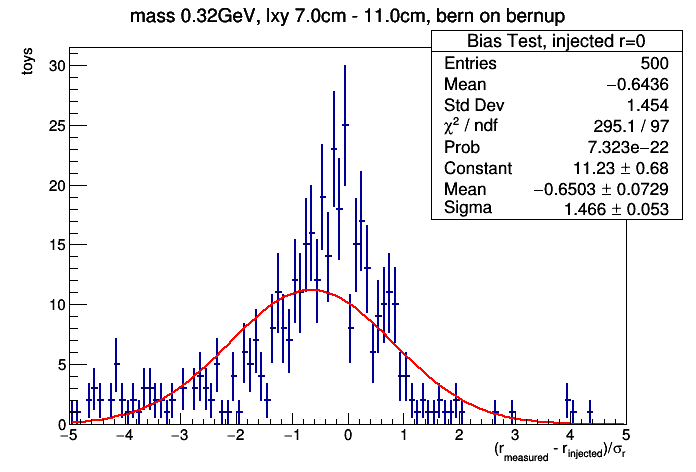 mass 0.32GeV, lxy 7.0cm - 11.0cm, bern on bernup
toys
Bias Test, injected r=0
Entries 500
Mean −0.6436
Std Dev 1.454
χ² / ndf 295.1 / 97
Prob 7.323e−22
Constant 11.23 ± 0.68
Mean −0.6503 ± 0.0729
Sigma 1.466 ± 0.053
30
25
20
15
10
5
0
−5 −4 −3 −2 −1 0 1 2 3 4 5
(r_measured - r_injected)/σ_r